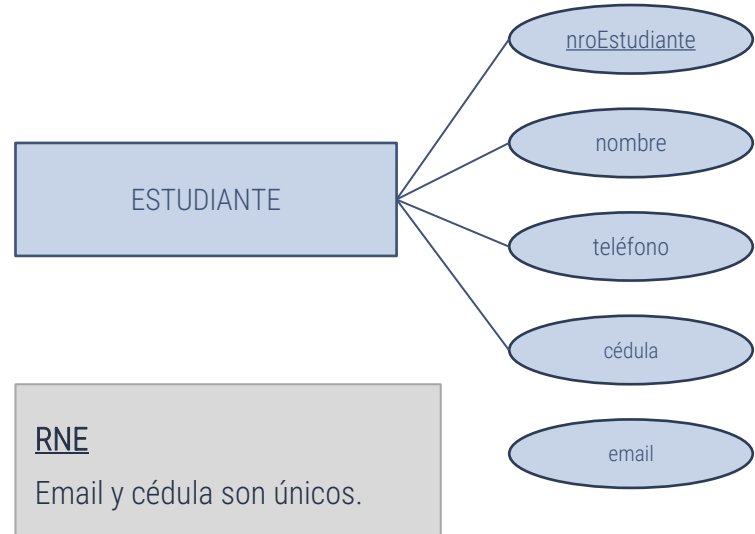 nroEstudiante
nombre
ESTUDIANTE
teléfono
cédula
email
RNE
Email y cédula son únicos.